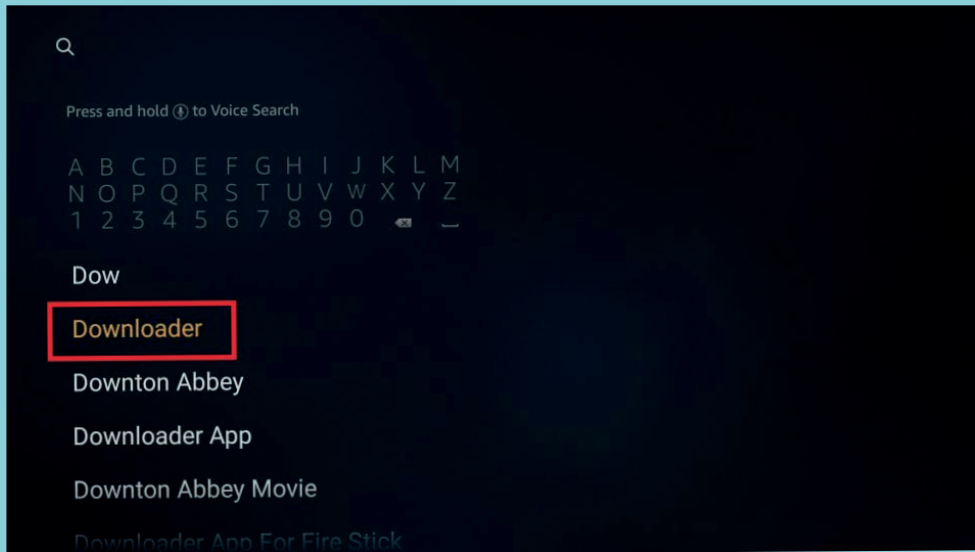 Press and hold to Voice Search
A B C D E F G H I J K L M
N O P Q R S T U V W X Y Z
1 2 3 4 5 6 7 8 9 0
Dow
Downloader
Downton Abbey
Downloader App
Downton Abbey Movie
Downloader App For Fire Stick